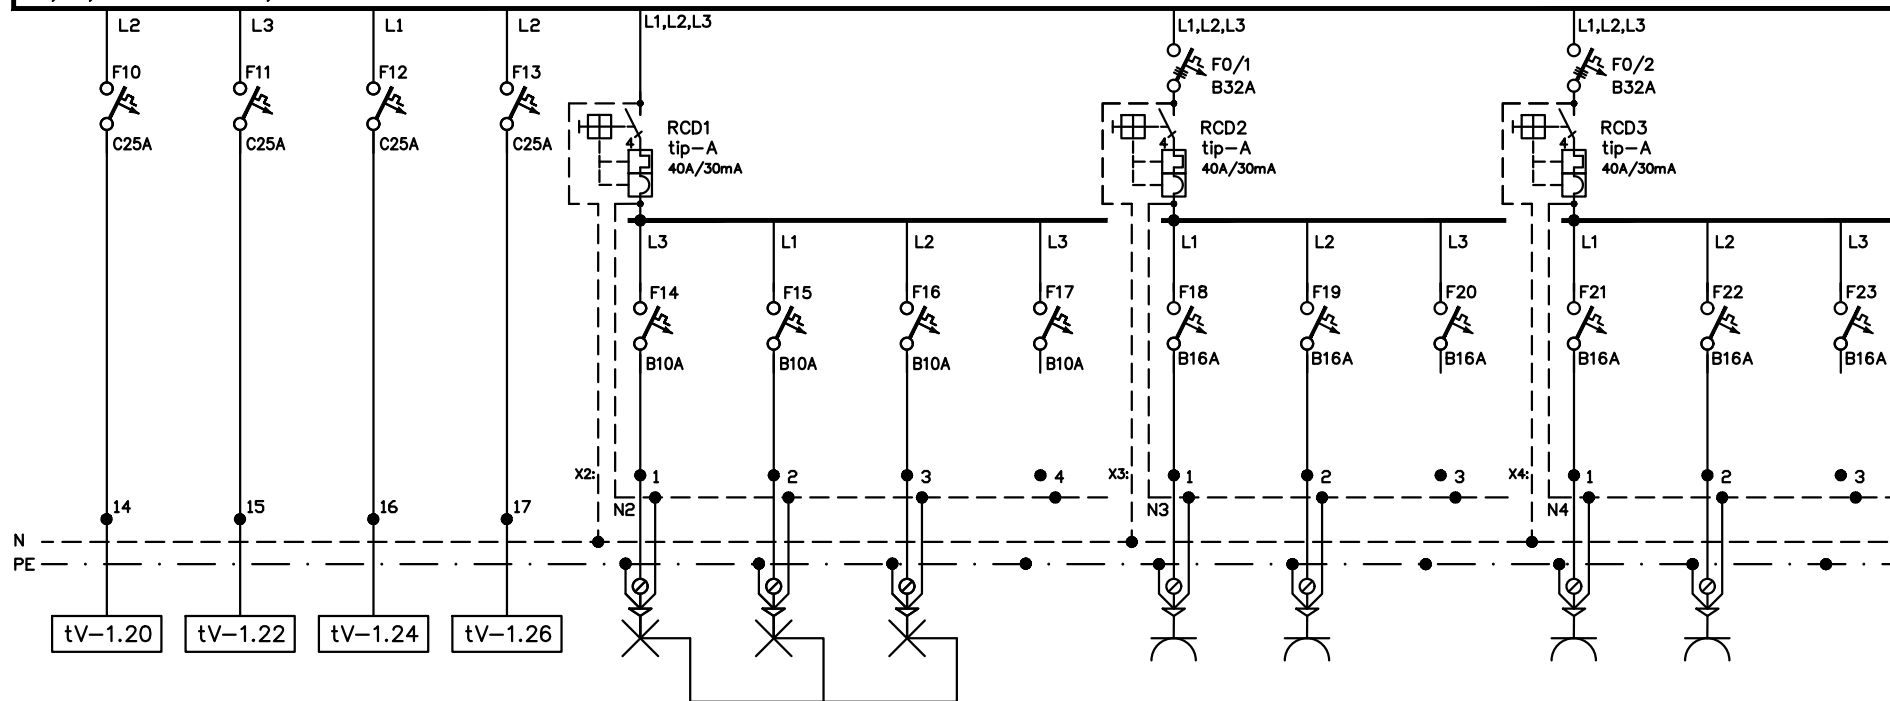 L2 L3 L1 L2 L1,L2,L3 L1,L2,L3 L1,L2,L3
F10 F11 F12 F13 F0/1 F0/2
B32A B32A
C25A C25A C25A C25A
RCD1 RCD2 RCD3
4 tip-A 4 tip-A 4 tip-A
40A/30mA 40A/30mA 40A/30mA
L3 L1 L2 L3 L1 L2 L3 L1 L2 L3
F14 F15 F16 F17 F18 F19 F20 F21 F22 F23
B10A B10A B10A B10A B16A B16A B16A B16A B16A B16A
X2: 1 2 3 4 X3: 1 2 3 X4: 1 2 3
14 15 16 17 N2 N3 N4
N
PE
tV-1.20 tV-1.22 tV-1.24 tV-1.26